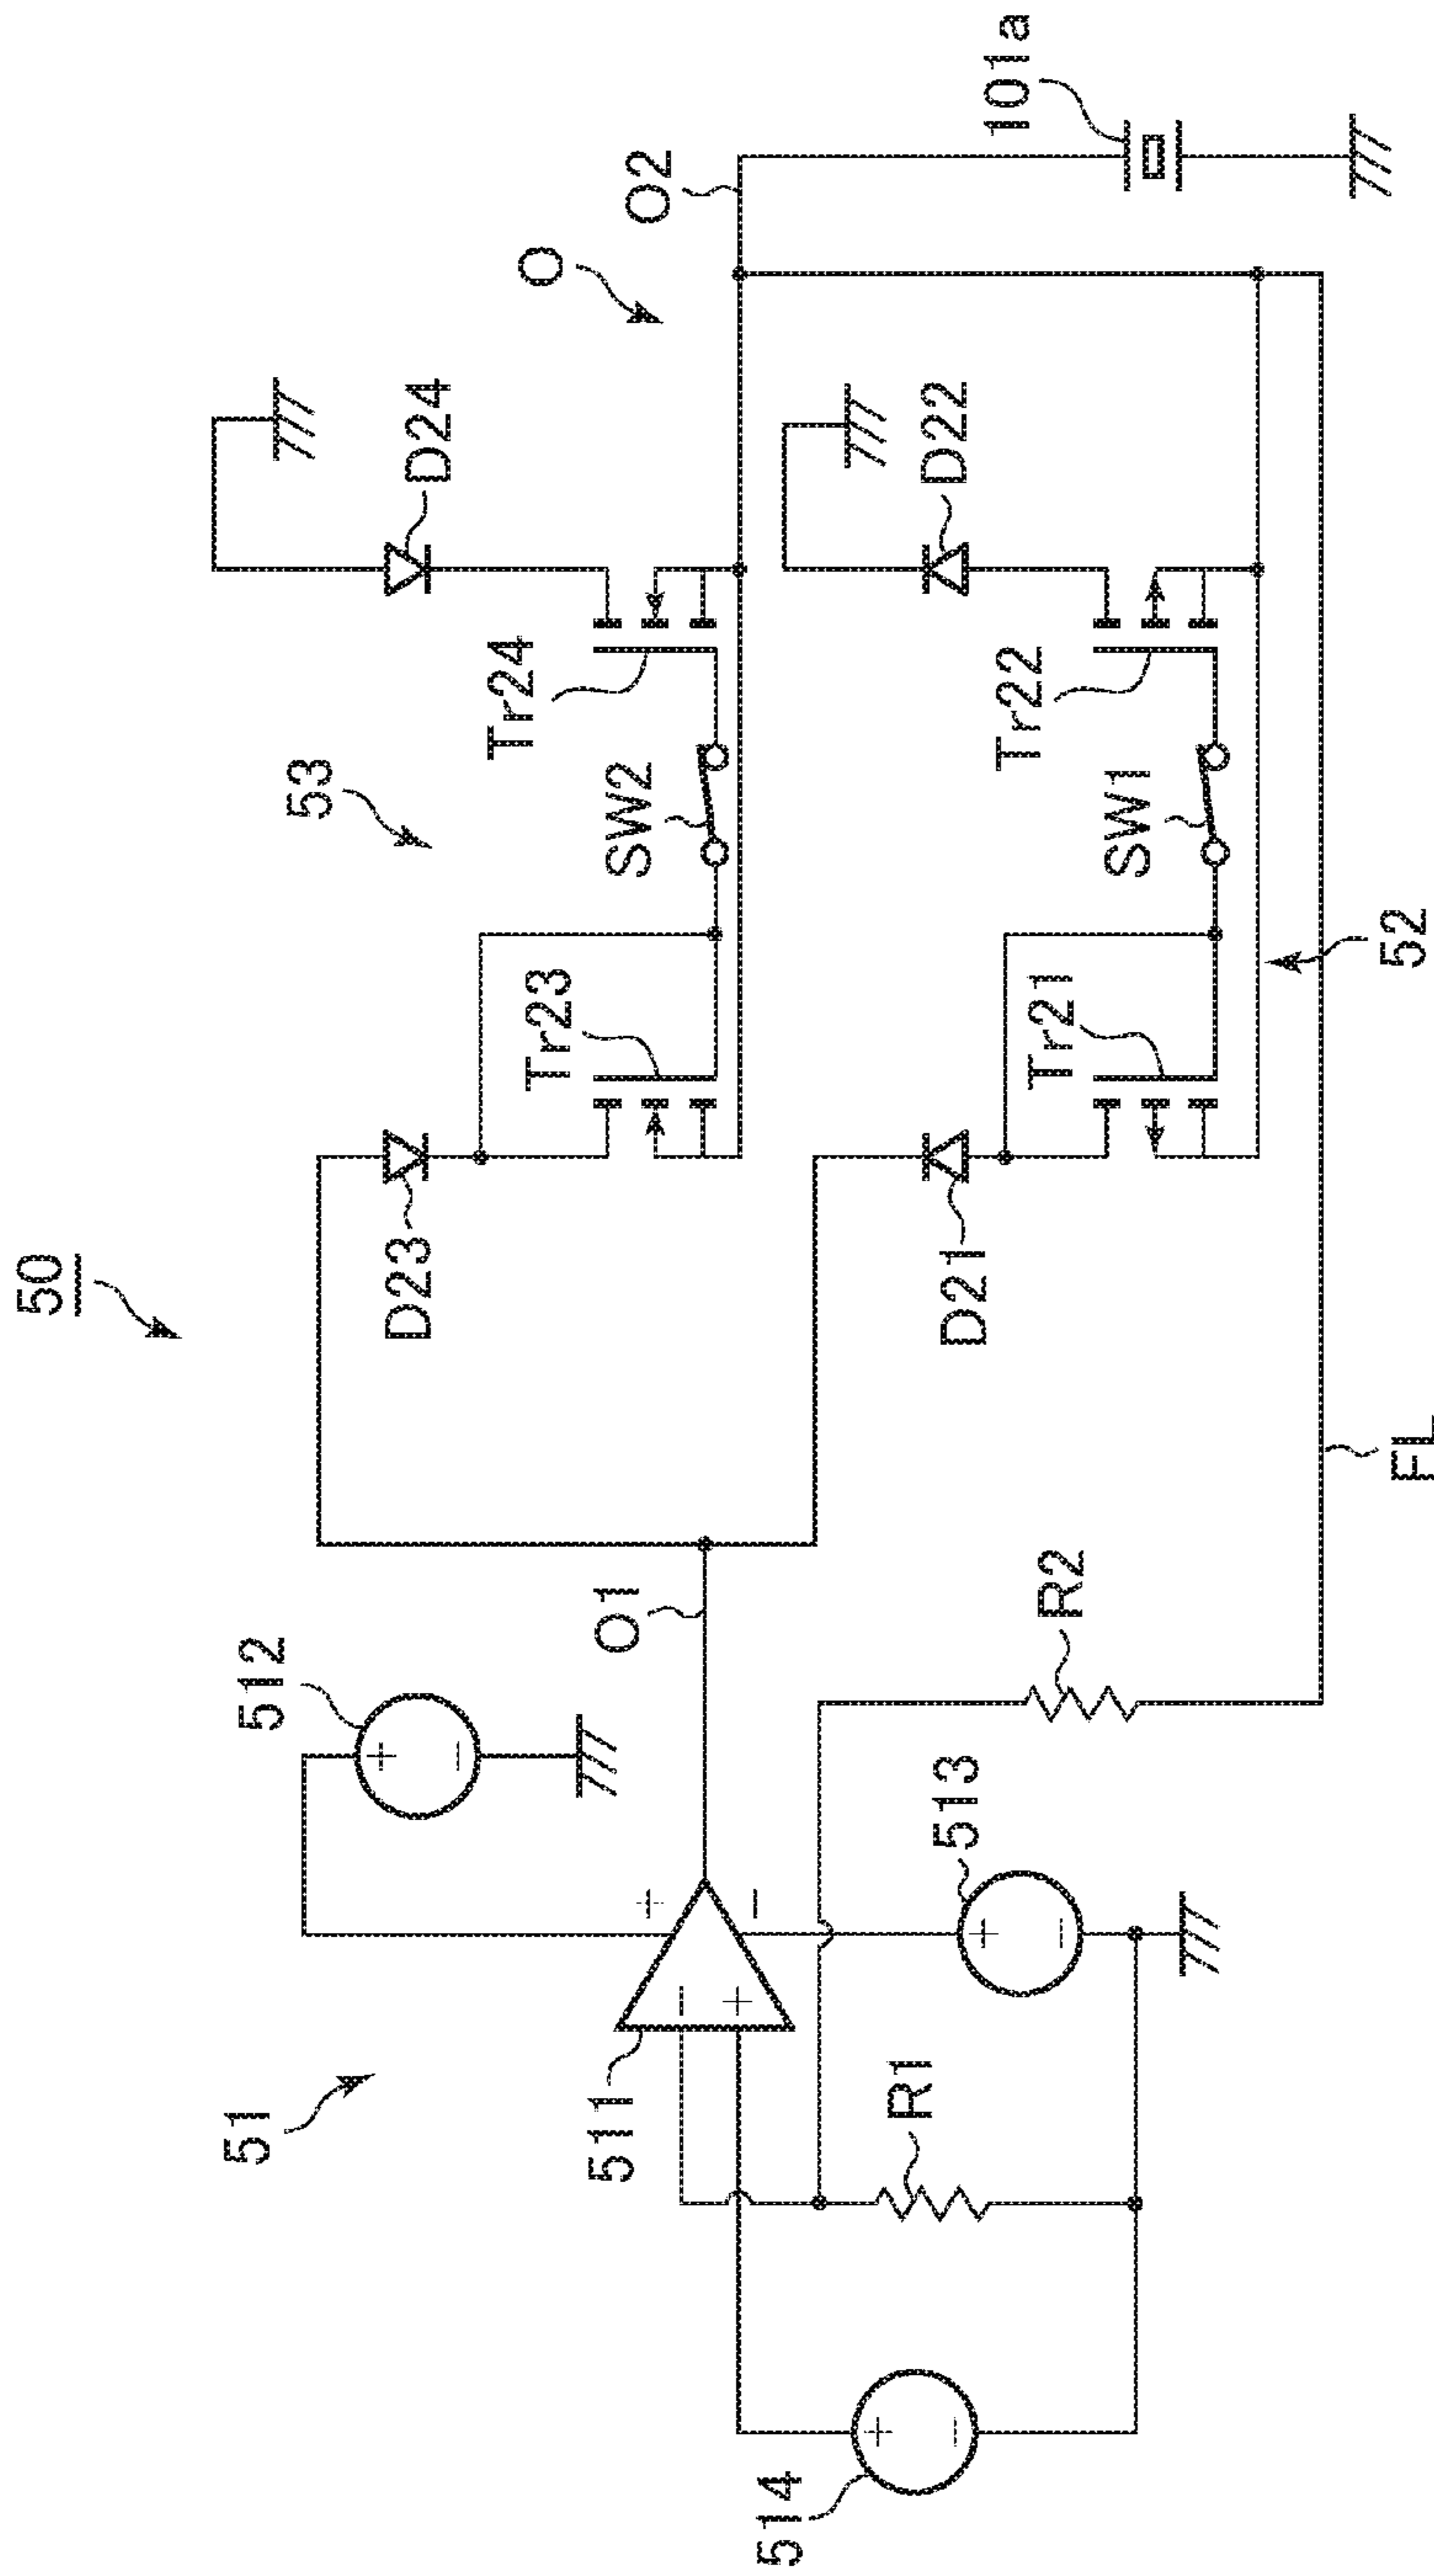 50
51
53
512
O
O2
101a
D23
D24
Tr23
SW2
Tr24
O1
511
+
−
−
+
+
−
D21
D22
Tr21
SW1
Tr22
514
+
−
R1
513
+
−
R2
FL
52